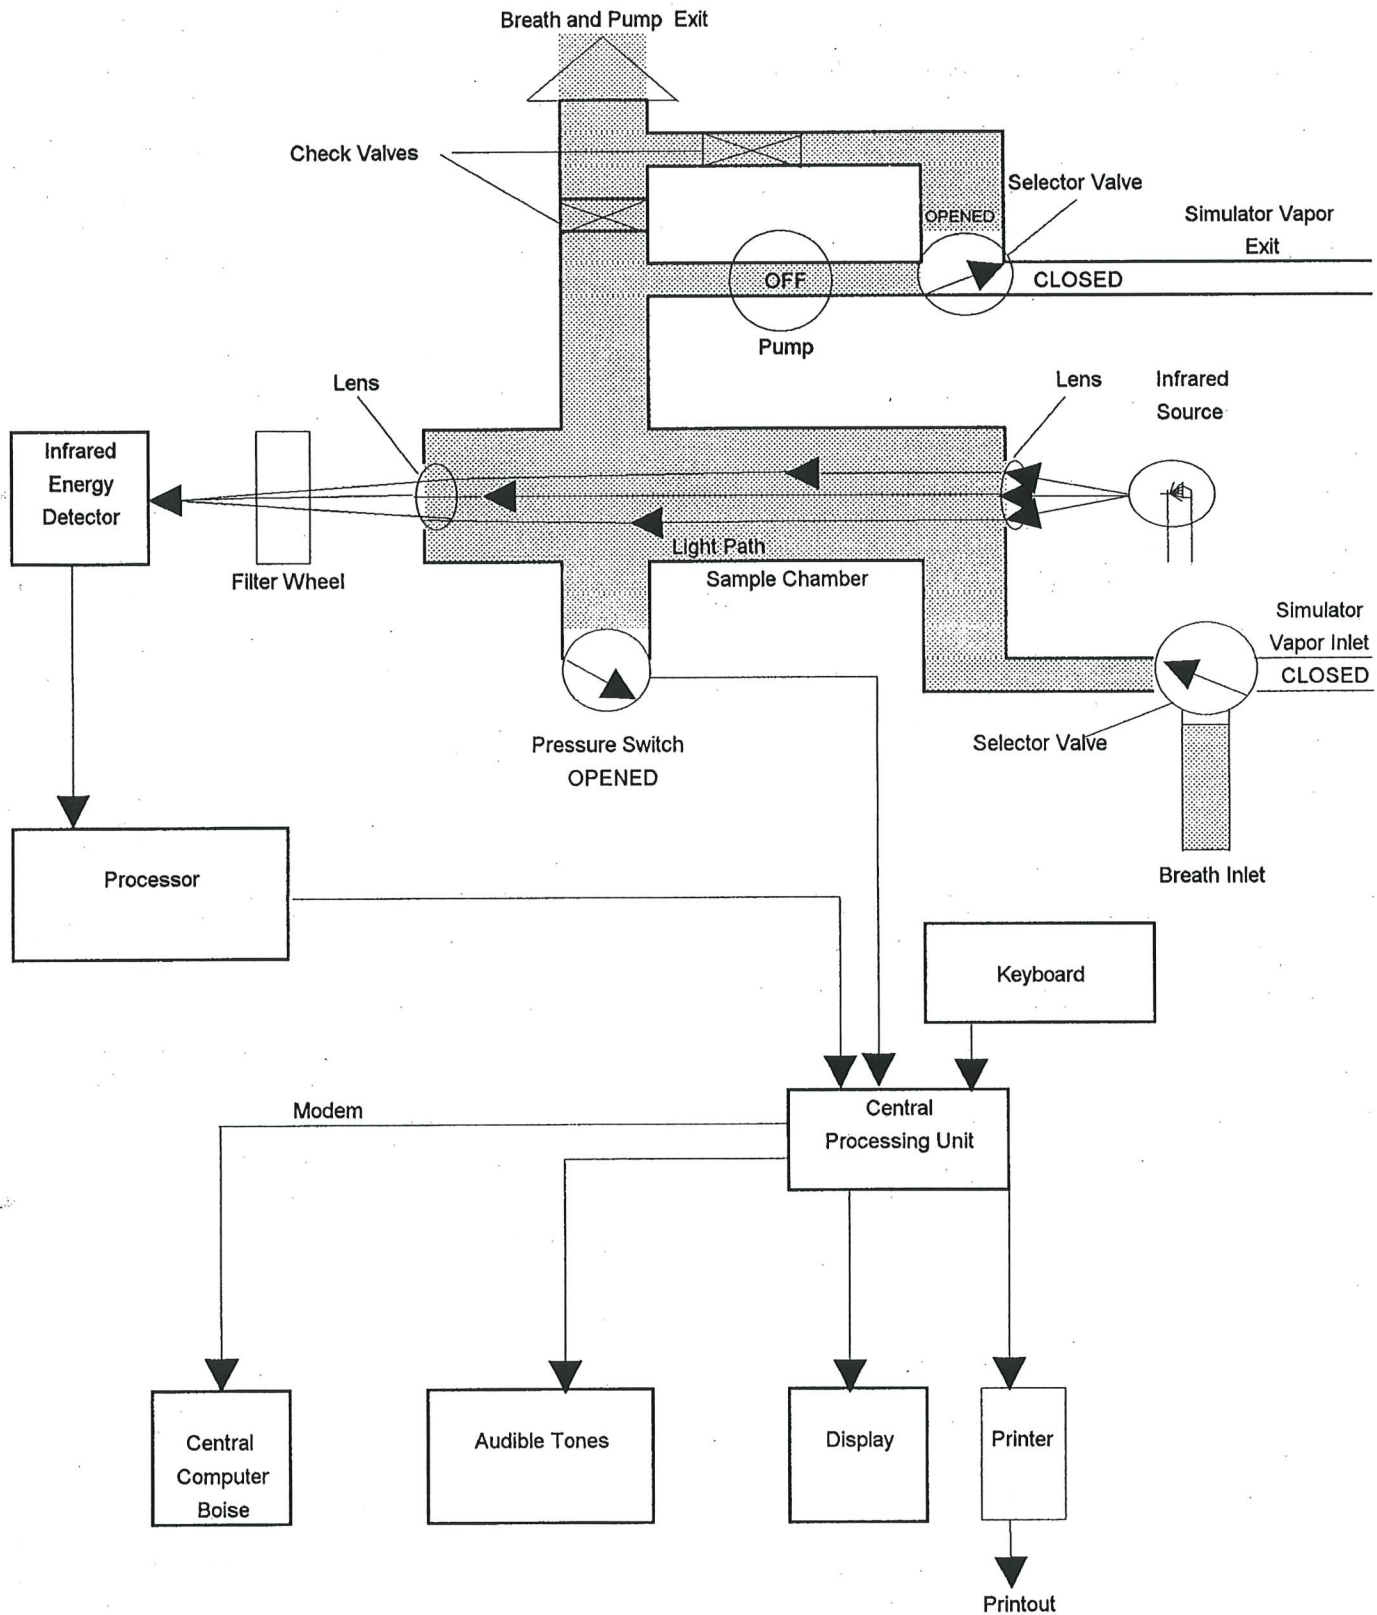 Breath and Pump Exit
Check Valves
Selector Valve
OPENED
Simulator Vapor
Exit
OFF
CLOSED
Pump
Lens
Lens
Infrared
Source
Infrared
Energy
Detector
Light Path
Filter Wheel
Sample Chamber
Simulator
Vapor Inlet
CLOSED
Pressure Switch
OPENED
Selector Valve
Processor
Breath Inlet
Keyboard
Modem
Central
Processing Unit
Central
Computer
Boise
Audible Tones
Display
Printer
Printout